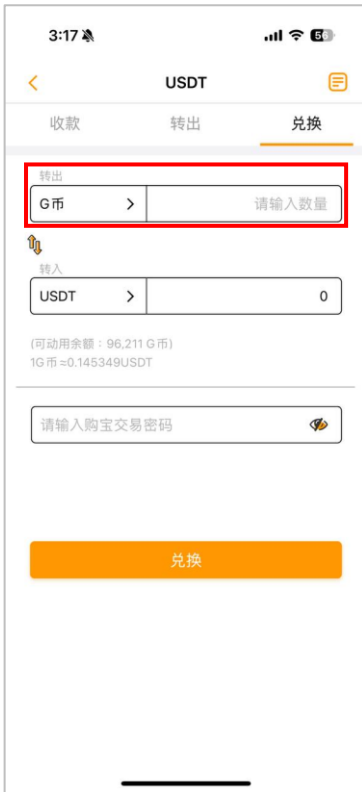 3:17
56
USDT
收款
转出
兑换
转出
G币
请输入数量
转入
USDT
0
(可动用余额：96,211 G币)
1G币≈0.145349USDT
请输入购宝交易密码
兑换